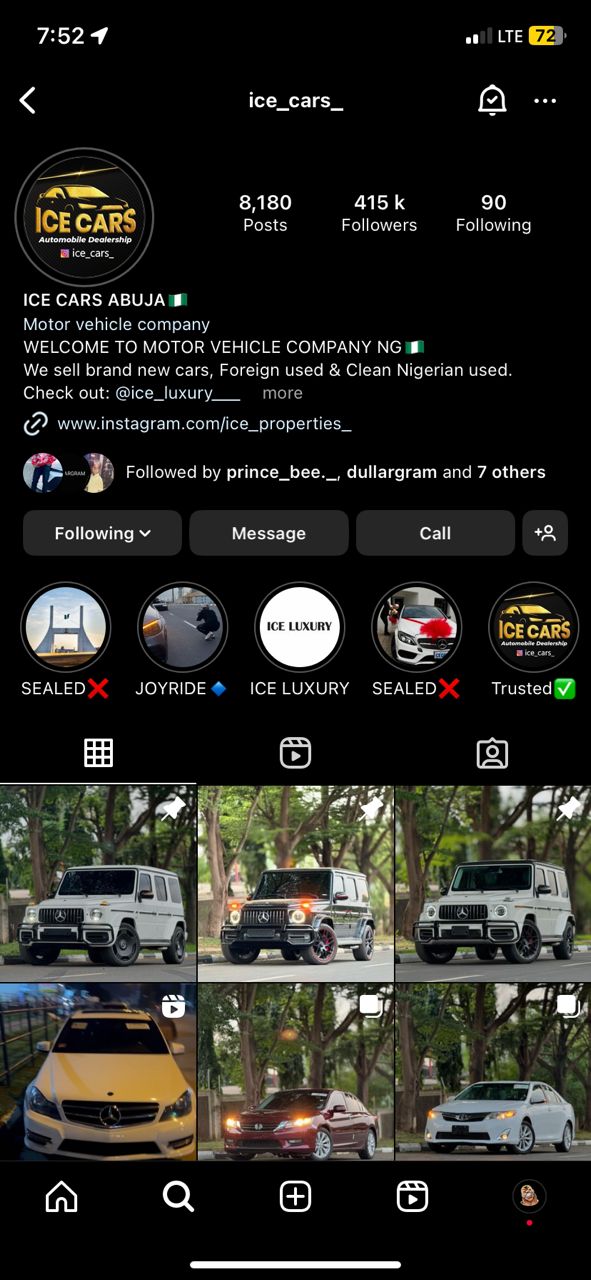 7:52
LTE 72
ice_cars_
ICE CARS
Automobile Dealership
ice_cars_
8,180
Posts
415 k
Followers
90
Following
ICE CARS ABUJA🇳🇬
Motor vehicle company
WELCOME TO MOTOR VEHICLE COMPANY NG🇳🇬
We sell brand new cars, Foreign used & Clean Nigerian used.
Check out: @ice_luxury___ more
www.instagram.com/ice_properties_
Followed by prince_bee._, dullargram and 7 others
Following
Message
Call
ICE LUXURY
ICE CARS
ice_cars_
SEALED❌
JOYRIDE🔹
ICE LUXURY
SEALED❌
Trusted✅